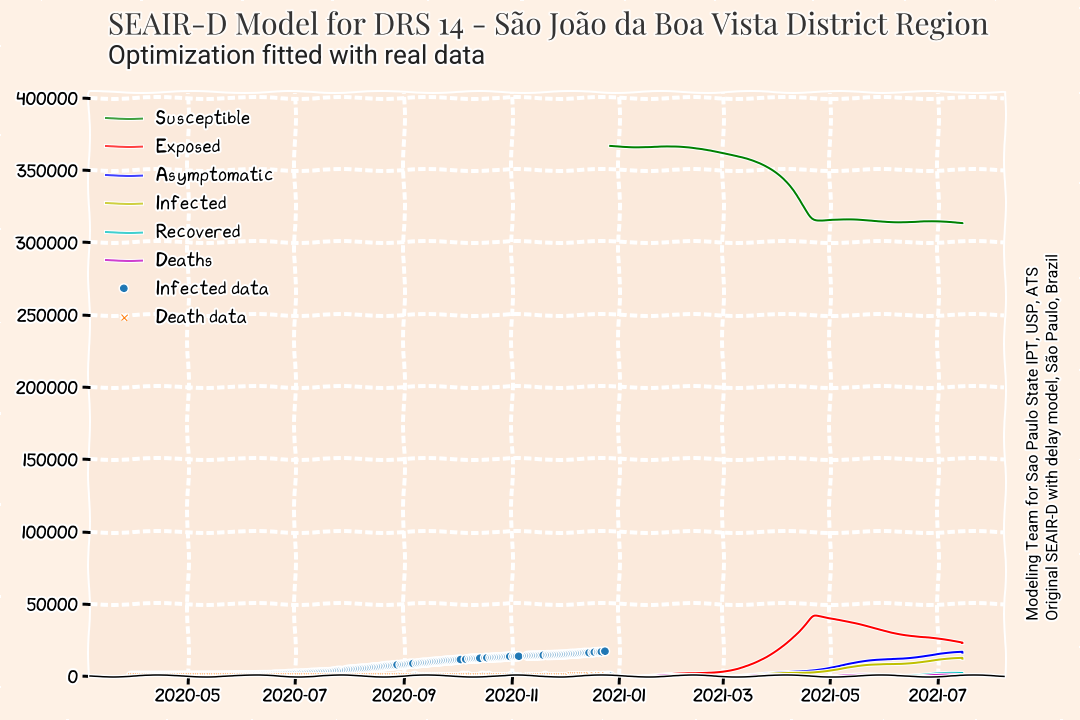 SEAIR-D Model for DRS 14 - São João da Boa Vista District Region
Optimization fitted with real data
400000
350000
300000
250000
200000
150000
100000
50000
0
Susceptible
Exposed
Asymptomatic
Infected
Recovered
Deaths
Infected data
Death data
2020-05
2020-07
2020-09
2020-11
2021-01
2021-03
2021-05
2021-07
Modeling Team for Sao Paulo State IPT, USP, ATS
Original SEAIR-D with delay model, São Paulo, Brazil